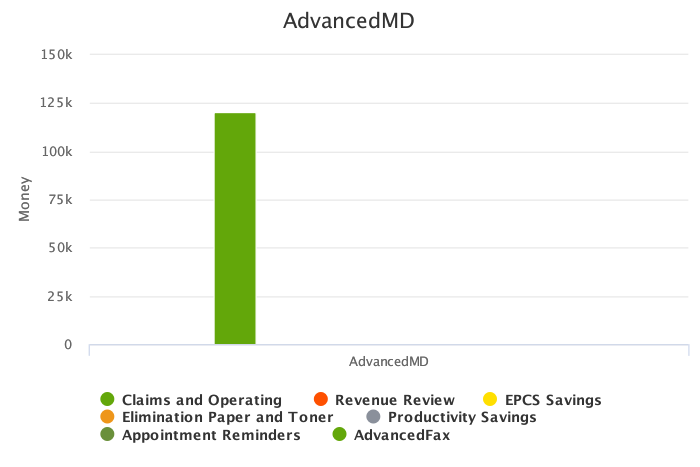 AdvancedMD
150k
125k
100k
75k
50k
25k
0
Money
AdvancedMD
Claims and Operating Revenue Review EPCS Savings
Elimination Paper and Toner Productivity Savings
Appointment Reminders AdvancedFax